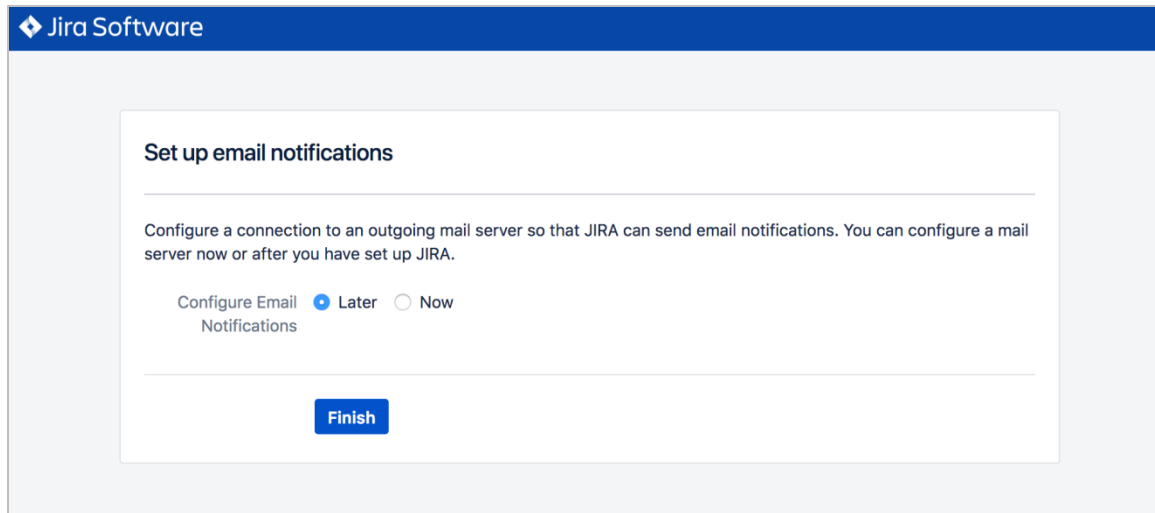 Jira Software
Set up email notifications
Configure a connection to an outgoing mail server so that JIRA can send email notifications. You can configure a mail
server now or after you have set up JIRA.
Configure Email Later Now
Notifications
Finish